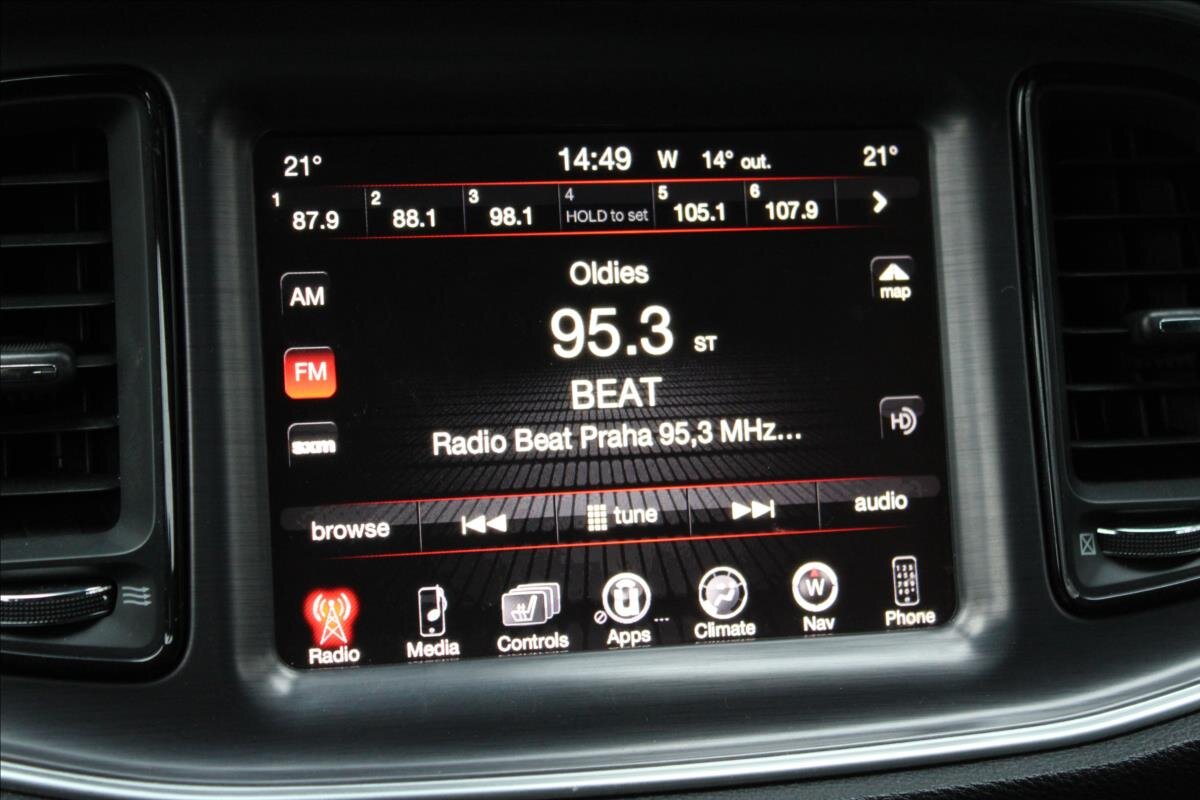 21° 14:49 W 14° out. 21°
1 87.9 2 88.1 3 98.1 4 HOLD to set 5 105.1 6 107.9
Oldies
map
AM
95.3 ST
FM
BEAT
HD
sxm
Radio Beat Praha 95,3 MHz...
browse tune audio
Radio Media Controls Apps Climate Nav Phone
W